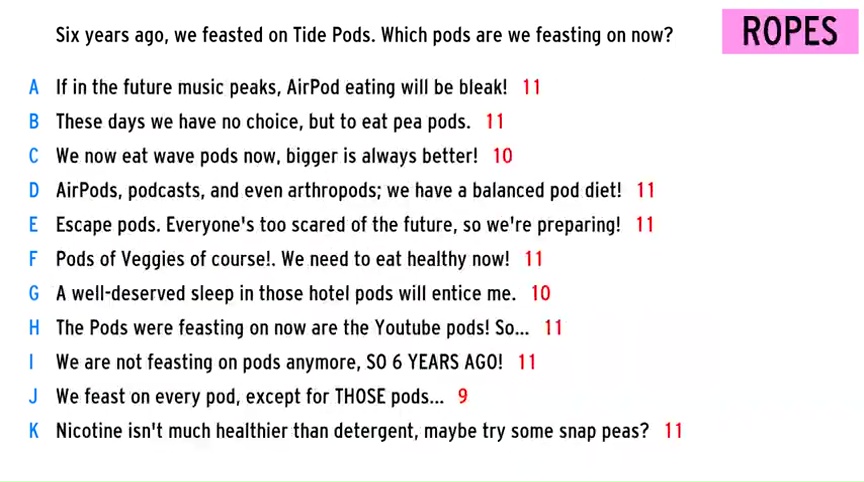 Six years ago, we feasted on Tide Pods. Which pods are we feasting on now?
ROPES
A If in the future music peaks, AirPod eating will be bleak! 11
B These days we have no choice, but to eat pea pods. 11
C We now eat wave pods now, bigger is always better! 10
D AirPods, podcasts, and even arthropods; we have a balanced pod diet! 11
E Escape pods. Everyone's too scared of the future, so we're preparing! 11
F Pods of Veggies of course!. We need to eat healthy now! 11
G A well-deserved sleep in those hotel pods will entice me. 10
H The Pods were feasting on now are the Youtube pods! So... 11
I We are not feasting on pods anymore, SO 6 YEARS AGO! 11
J We feast on every pod, except for THOSE pods... 9
K Nicotine isn't much healthier than detergent, maybe try some snap peas? 11